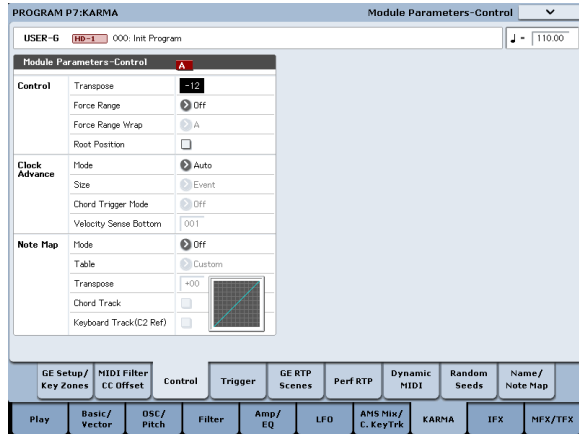 PROGRAM P7:KARMA
Module Parameters-Control
USER-G HD-1 000: Init Program
♩= 110.00
Module Parameters-Control A
Control Transpose -12
Force Range Off
Force Range Wrap A
Root Position
Clock Advance Mode Auto
Size Event
Chord Trigger Mode Off
Velocity Sense Bottom 001
Note Map Mode Off
Table Custom
Transpose +00
Chord Track
Keyboard Track(C2 Ref)
GE Setup/ Key Zones
MIDI Filter CC Offset
Control
Trigger
GE RTP Scenes
Perf RTP
Dynamic MIDI
Random Seeds
Name/ Note Map
Play
Basic/ Vector
OSC/ Pitch
Filter
Amp/ EQ
LFO
AMS Mix/ C. KeyTrk
KARMA
IFX
MFX/TFX